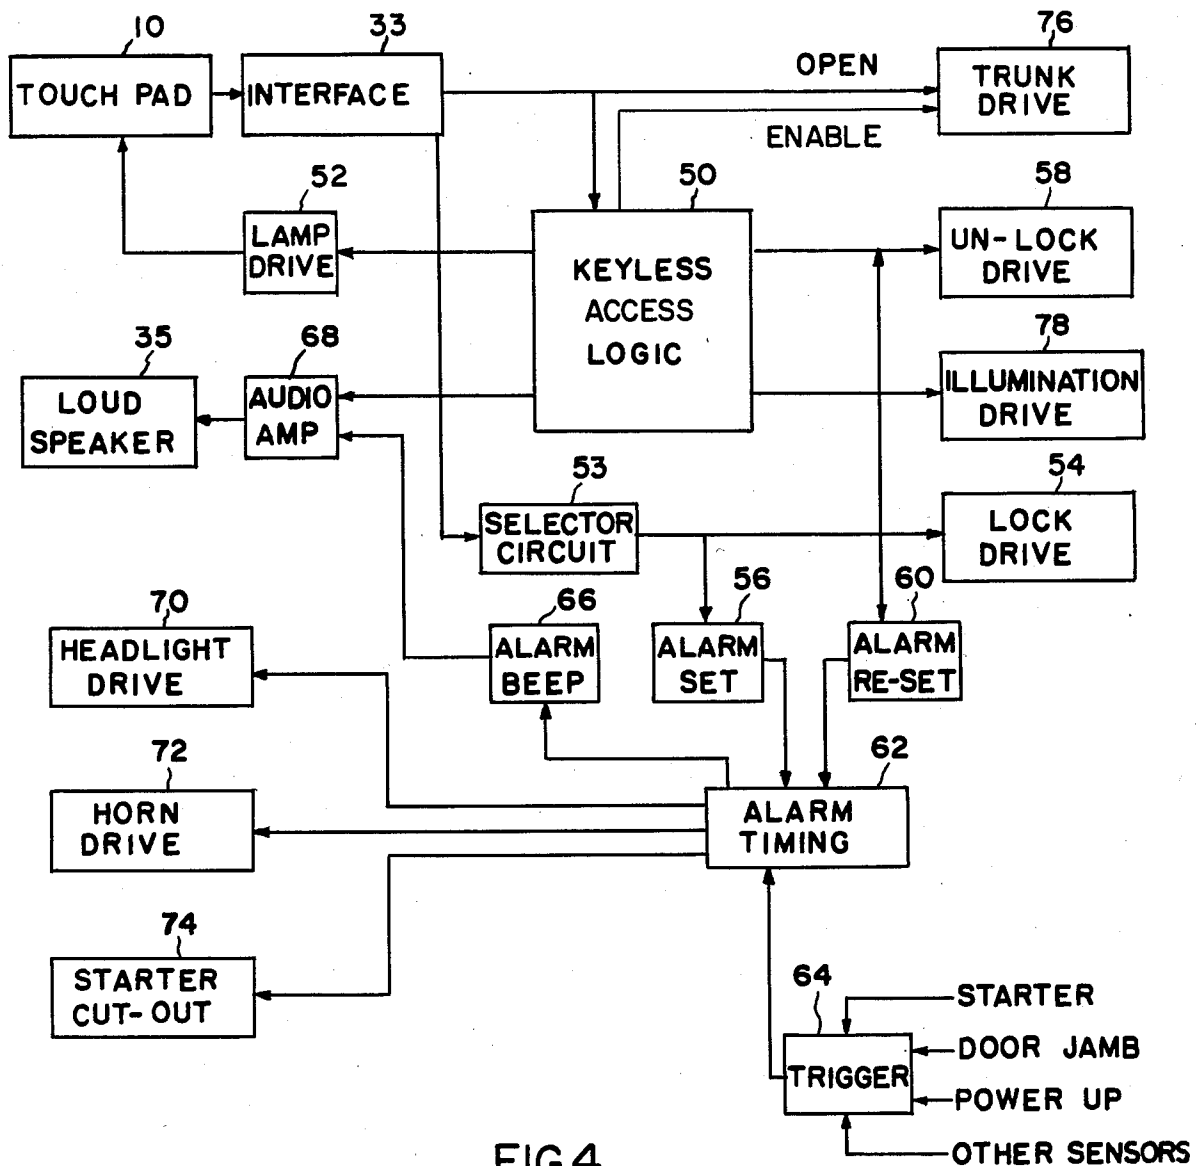 10
33
76
TOUCH PAD
INTERFACE
OPEN
TRUNK
DRIVE
ENABLE
52
50
58
LAMP
DRIVE
UN-LOCK
DRIVE
KEYLESS
ACCESS
LOGIC
35
68
78
LOUD
SPEAKER
AUDIO
AMP
ILLUMINATION
DRIVE
53
54
SELECTOR
CIRCUIT
LOCK
DRIVE
70
66
56
60
HEADLIGHT
DRIVE
ALARM
BEEP
ALARM
SET
ALARM
RE-SET
72
62
HORN
DRIVE
ALARM
TIMING
74
STARTER
CUT-OUT
64
STARTER
DOOR JAMB
TRIGGER
POWER UP
OTHER SENSORS
FIG.4